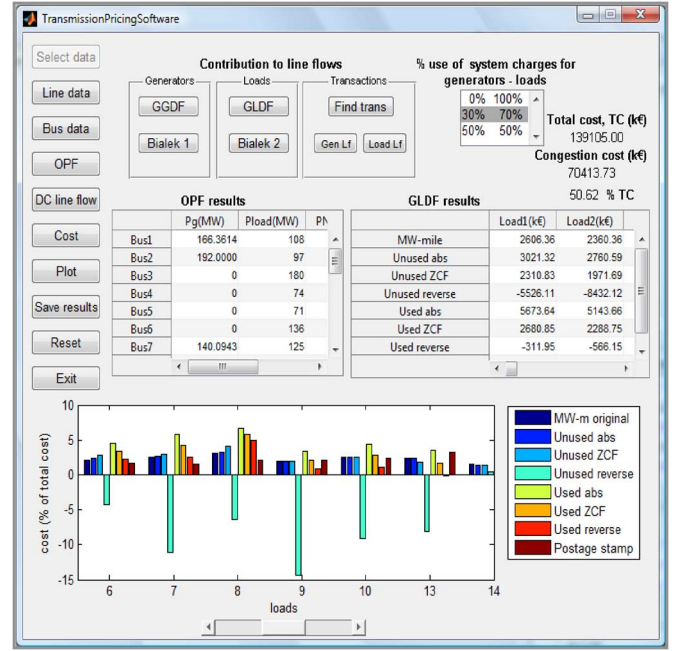 TransmissionPricingSoftware
Select data
Line data
Bus data
OPF
DC line flow
Cost
Plot
Save results
Reset
Exit
Contribution to line flows
Generators
GGDF
Bialek 1
Loads
GLDF
Bialek 2
Transactions
Find trans
Gen Lf Load Lf
% use of system charges for
generators - loads
0% 100%
30% 70%
50% 50%
Total cost, TC (k€)
139105.00
Congestion cost (k€)
70413.73
50.62 % TC
OPF results
Pg(MW) Pload(MW) PN
Bus1 166.3614 108
Bus2 192.0000 97
Bus3 0 180
Bus4 0 74
Bus5 0 71
Bus6 0 136
Bus7 140.0943 125
GLDF results
Load1(k€) Load2(k€)
MW-mile 2606.36 2360.36
Unused abs 3021.32 2760.59
Unused ZCF 2310.83 1971.69
Unused reverse -5526.11 -8432.12
Used abs 5673.64 5143.66
Used ZCF 2680.85 2288.75
Used reverse -311.95 -566.15
cost (% of total cost)
10
5
0
-5
-10
-15
6 7 8 9 10 13 14
loads
MW-m original
Unused abs
Unused ZCF
Unused reverse
Used abs
Used ZCF
Used reverse
Postage stamp